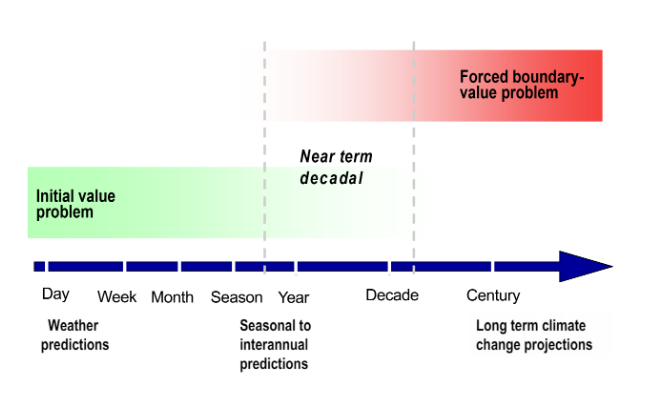 Forced boundary-
value problem
Near term
decadal
Initial value
problem
Day
Week
Month
Season
Year
Decade
Century
Weather
predictions
Seasonal to
interannual
predictions
Long term climate
change projections